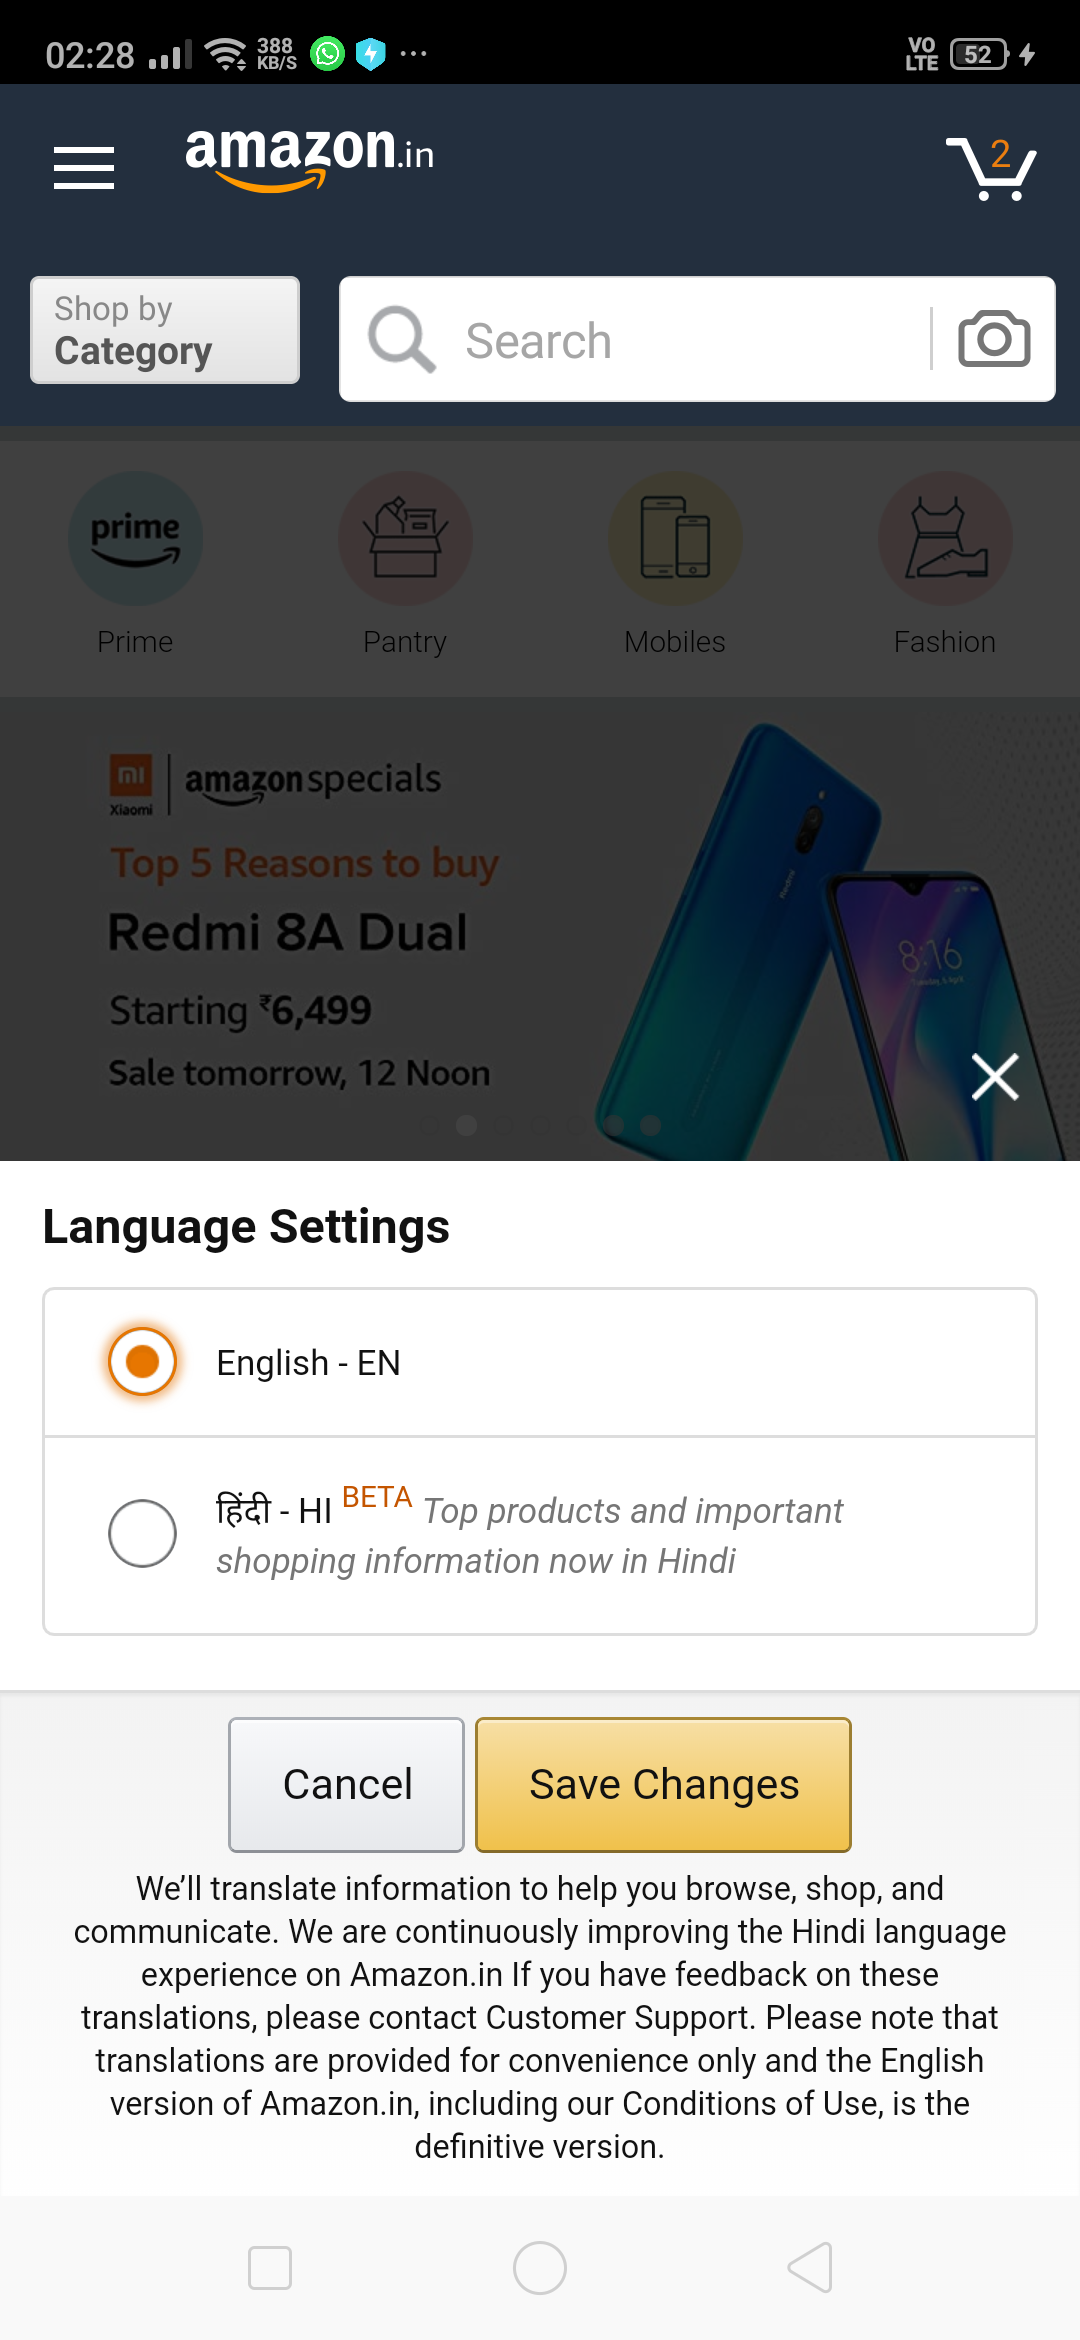 02:28 388 KB/S VO LTE 52
amazon.in 2
Shop by
Category
Search
prime
Prime Pantry Mobiles Fashion
mi Xiaomi amazon specials
Top 5 Reasons to buy
Redmi 8A Dual
Starting ₹6,499
Sale tomorrow, 12 Noon
Redmi
8:16
Language Settings
English - EN
हिंदी - HI BETA Top products and important
shopping information now in Hindi
Cancel Save Changes
We’ll translate information to help you browse, shop, and
communicate. We are continuously improving the Hindi language
experience on Amazon.in If you have feedback on these
translations, please contact Customer Support. Please note that
translations are provided for convenience only and the English
version of Amazon.in, including our Conditions of Use, is the
definitive version.